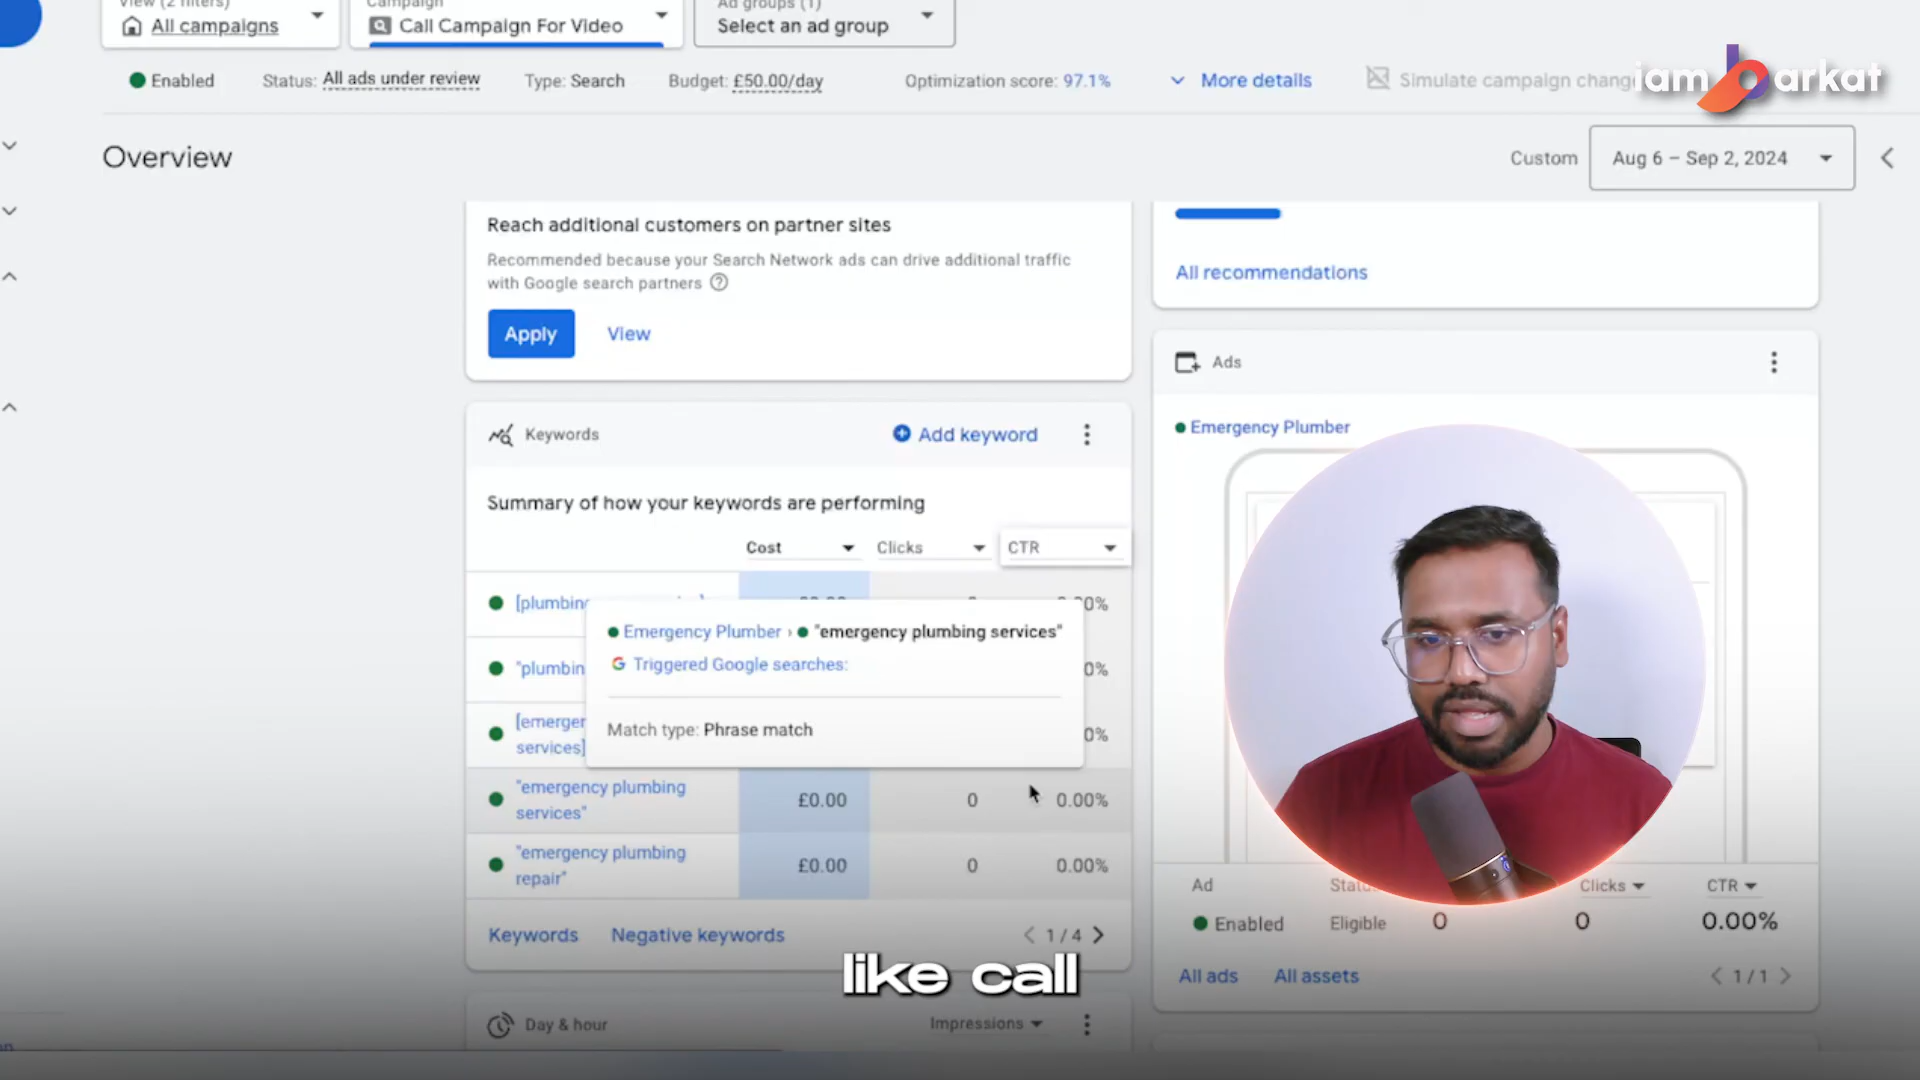 View (2 filters)
All campaigns
Campaign
Call Campaign For Video
Ad groups (1)
Select an ad group
Enabled
Status: All ads under review
Type: Search
Budget: £50.00/day
Optimization score: 97.1%
More details
Simulate campaign chang
iam barkat
Overview
Custom
Aug 6 – Sep 2, 2024
Reach additional customers on partner sites
Recommended because your Search Network ads can drive additional traffic
with Google search partners
Apply
View
All recommendations
Keywords
Add keyword
Summary of how your keywords are performing
Cost
Clicks
CTR
[plumbing
"plumbin
[emerger
services]
Emergency Plumber › "emergency plumbing services"
Triggered Google searches:
Match type: Phrase match
0%
0%
0%
"emergency plumbing
services"
£0.00
0
0.00%
"emergency plumbing
repair"
£0.00
0
0.00%
Keywords
Negative keywords
1 / 4
like call
Day & hour
Impressions
Ads
Emergency Plumber
Ad
Clicks
CTR
Enabled
Eligible
0
0
0.00%
All ads
All assets
1 / 1